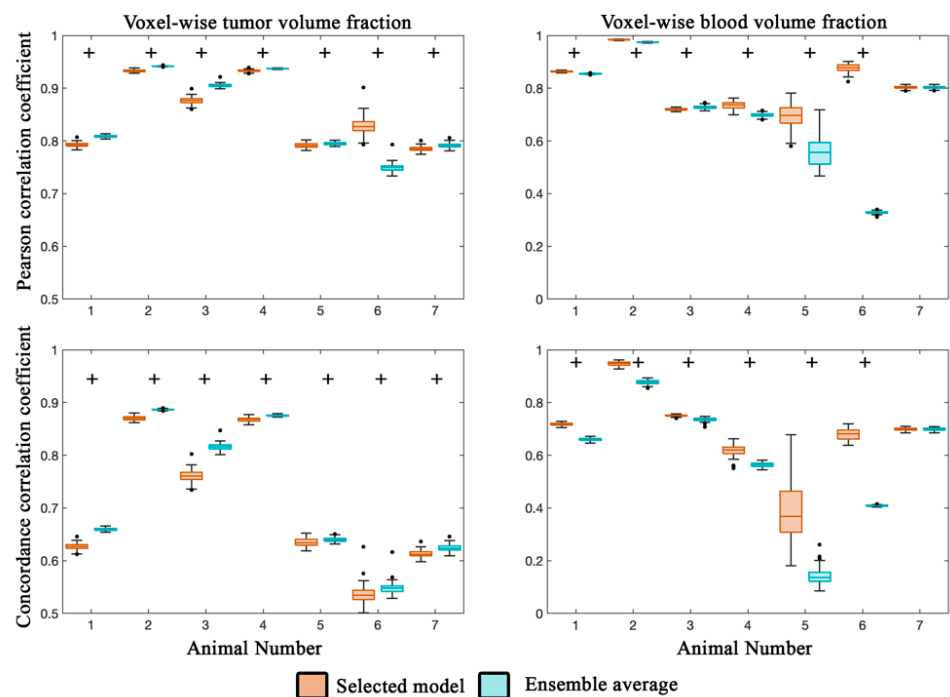 Voxel-wise tumor volume fraction
Voxel-wise blood volume fraction
Pearson correlation coefficient
1
0.9
0.8
0.7
0.6
0.5
1 2 3 4 5 6 7
1
0.8
0.6
0.4
0.2
0
1 2 3 4 5 6 7
Concordance correlation coefficient
1
0.9
0.8
0.7
0.6
0.5
1 2 3 4 5 6 7
1
0.8
0.6
0.4
0.2
0
1 2 3 4 5 6 7
Animal Number
Animal Number
Selected model
Ensemble average